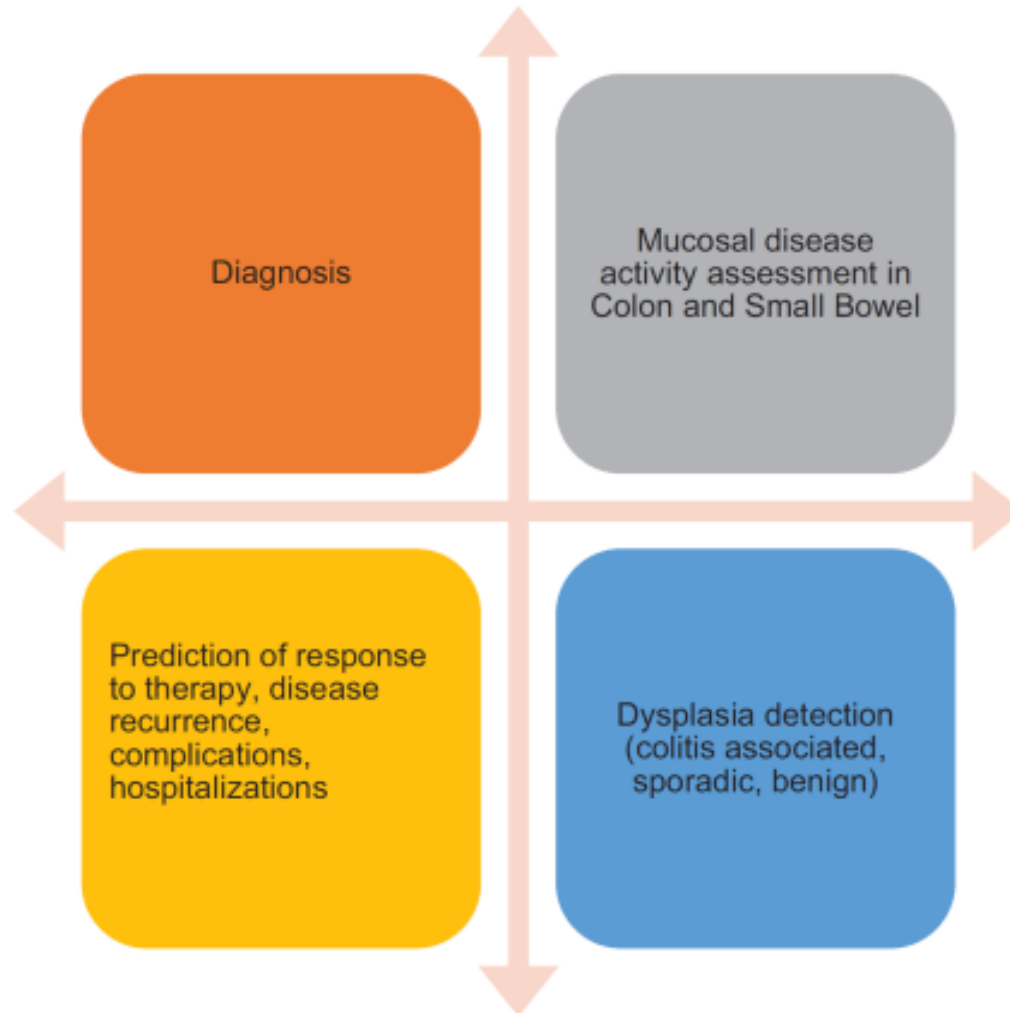 Diagnosis
Mucosal disease
activity assessment in
Colon and Small Bowel
Prediction of response
to therapy, disease
recurrence,
complications,
hospitalizations
Dysplasia detection
(colitis associated,
sporadic, benign)